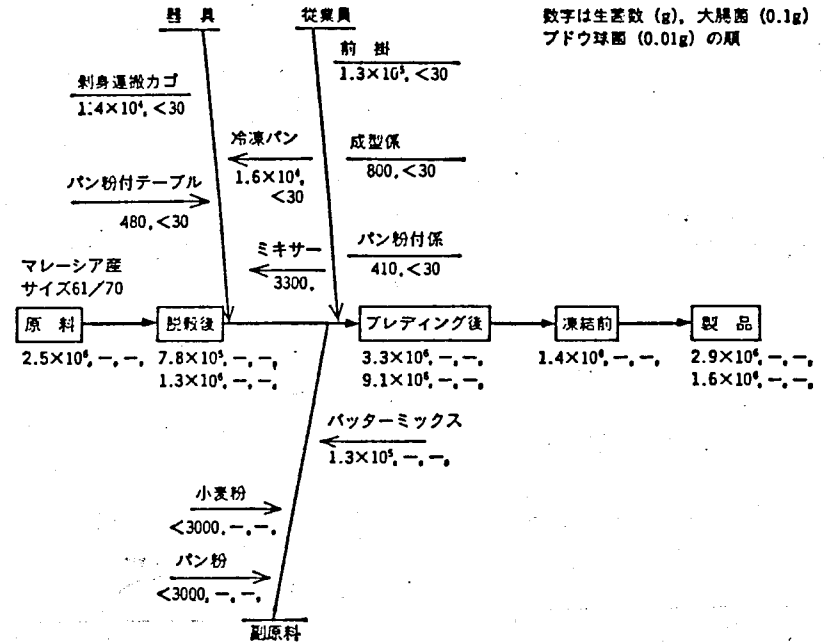 器具
従業員
数字は生菌数 (g), 大腸菌 (0.1g)
ブドウ球菌 (0.01g) の順
前掛
1.3×10⁵, <30
剥身運搬カゴ
1.4×10⁴, <30
冷凍パン
1.6×10⁴,
<30
成型係
800, <30
パン粉付テーブル
480, <30
ミキサー
3300,
パン粉付係
410, <30
マレーシア産
サイズ61/70
原料
脱殻後
ブレディング後
凍結前
製品
2.5×10⁶, −, −,
7.8×10⁵, −, −,
3.3×10⁶, −, −,
1.4×10⁶, −, −,
2.9×10⁶, −, −,
1.3×10⁶, −, −,
9.1×10⁶, −, −,
1.6×10⁶, −, −,
バッターミックス
1.3×10⁵, −, −,
小麦粉
<3000, −, −,
パン粉
<3000, −, −,
副原料